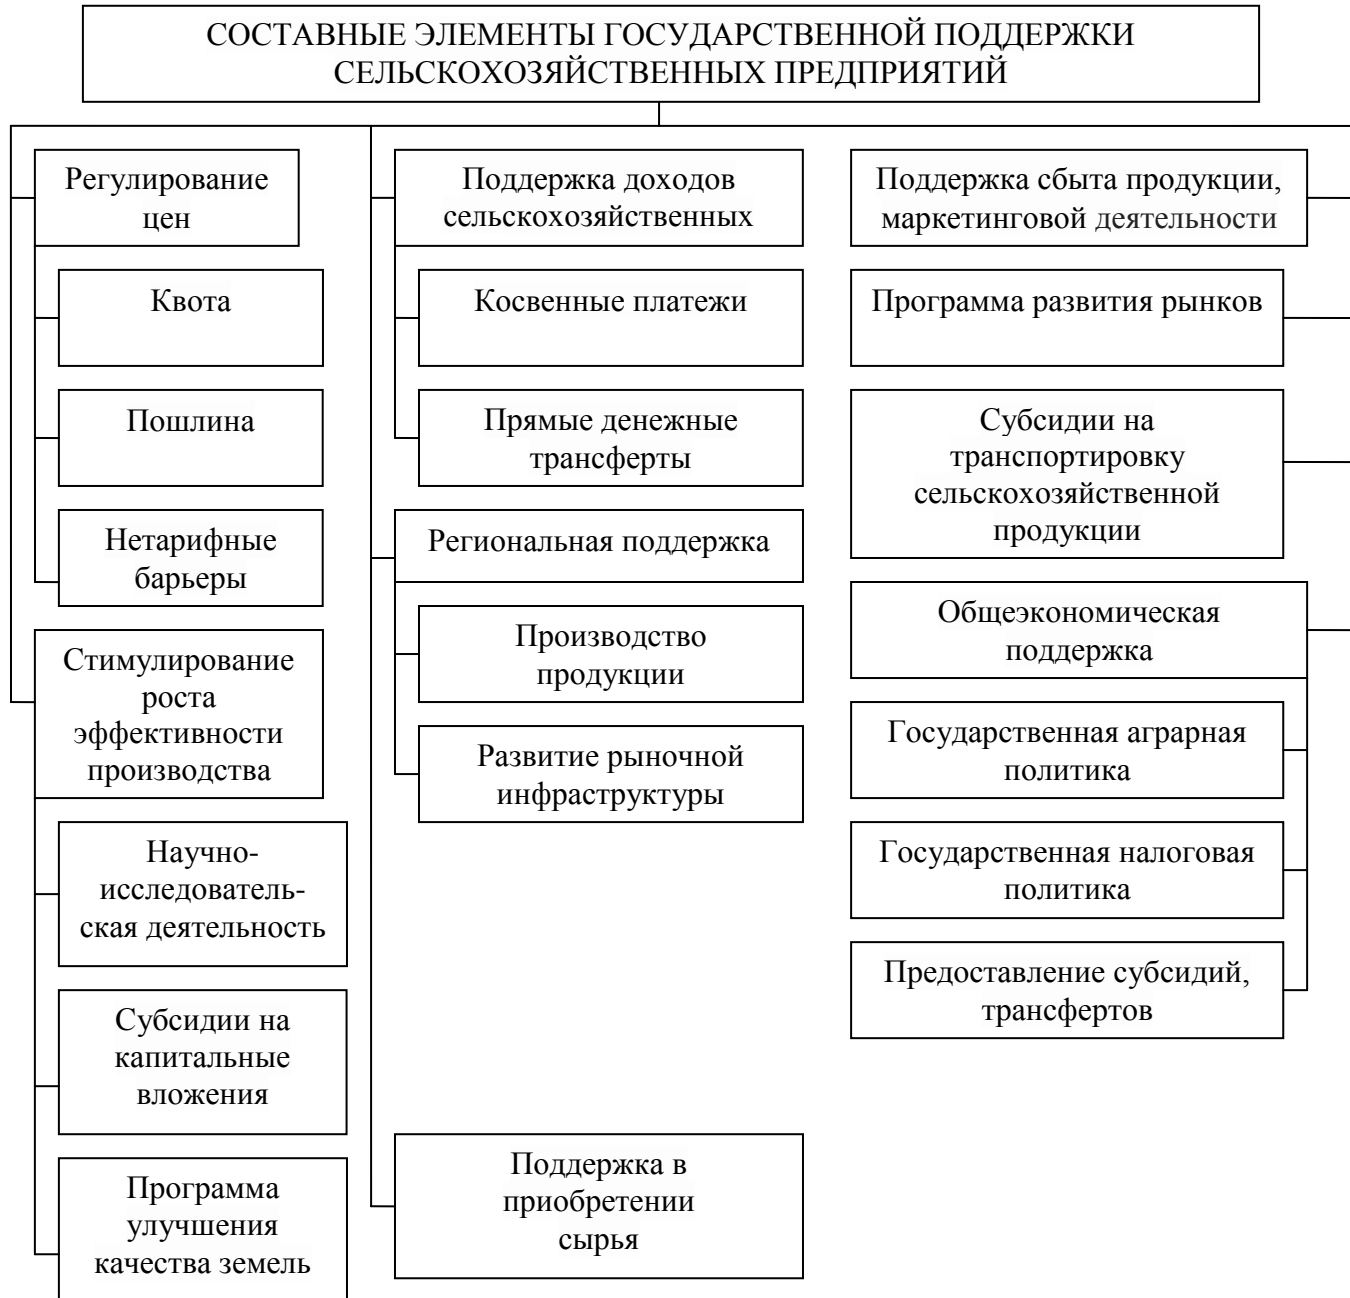 СОСТАВНЫЕ ЭЛЕМЕНТЫ ГОСУДАРСТВЕННОЙ ПОДДЕРЖКИ
СЕЛЬСКОХОЗЯЙСТВЕННЫХ ПРЕДПРИЯТИЙ
Регулирование
цен
Квота
Пошлина
Нетарифные
барьеры
Стимулирование
роста
эффективности
производства
Научно-
исследователь-
ская деятельность
Субсидии на
капитальные
вложения
Программа
улучшения
качества земель
Поддержка доходов
сельскохозяйственных
Косвенные платежи
Прямые денежные
трансферты
Региональная поддержка
Производство
продукции
Развитие рыночной
инфраструктуры
Поддержка в
приобретении
сырья
Поддержка сбыта продукции,
маркетинговой деятельности
Программа развития рынков
Субсидии на
транспортировку
сельскохозяйственной
продукции
Общеэкономическая
поддержка
Государственная аграрная
политика
Государственная налоговая
политика
Предоставление субсидий,
трансфертов